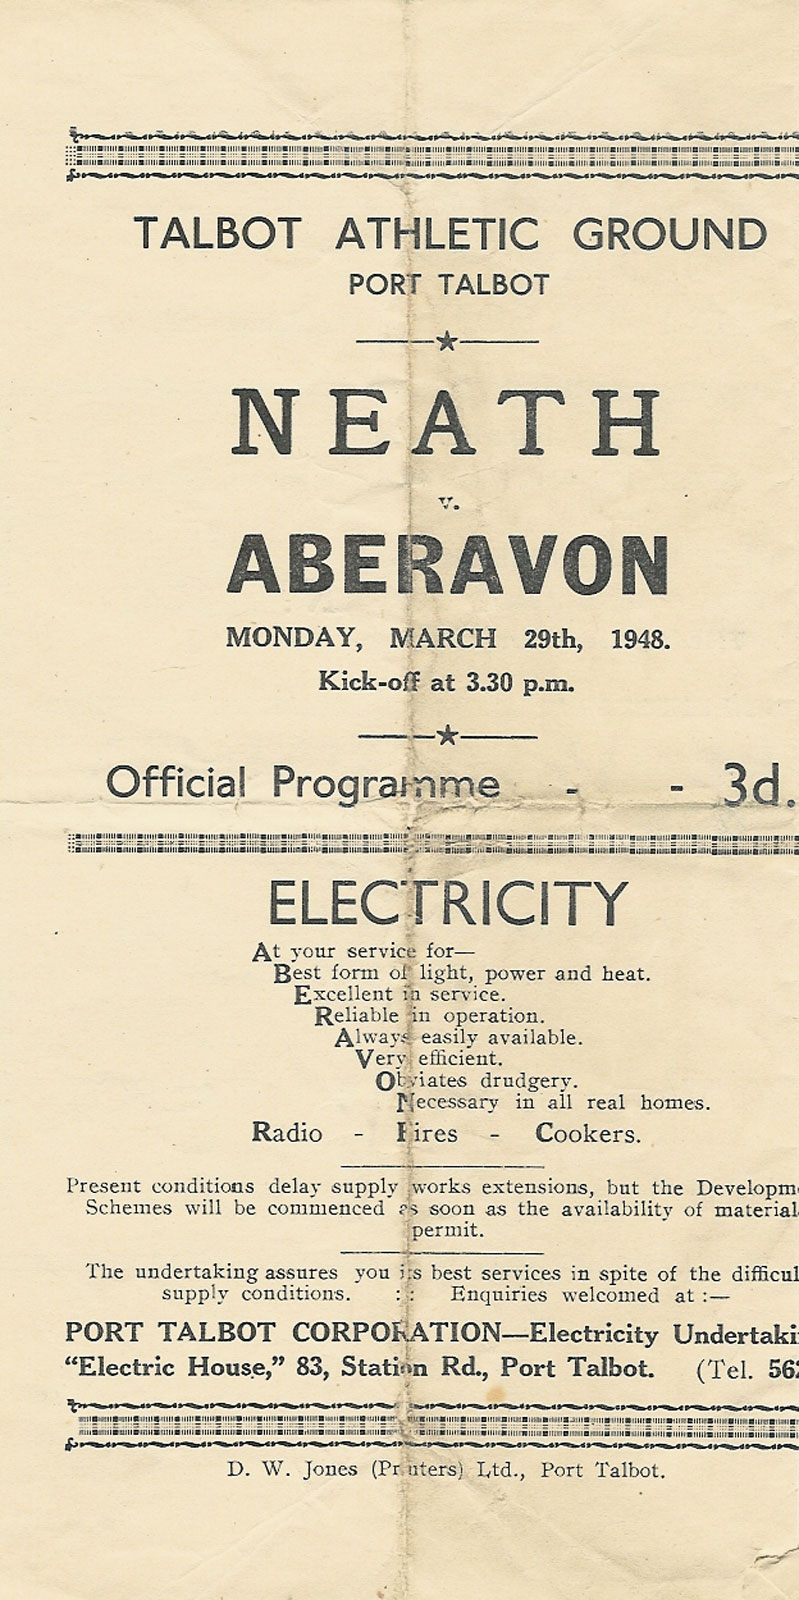 TALBOT ATHLETIC GROUND
PORT TALBOT
NEATH
v.
ABERAVON
MONDAY, MARCH 29th, 1948.
Kick-off at 3.30 p.m.
Official Programme - - 3d.
ELECTRICITY
At your service for—
Best form of light, power and heat.
Excellent in service.
Reliable in operation.
Always easily available.
Very efficient.
Obviates drudgery.
Necessary in all real homes.
Radio - Fires - Cookers.
Present conditions delay supply works extensions, but the Developm
Schemes will be commenced as soon as the availability of material
permit.
The undertaking assures you its best services in spite of the difficul
supply conditions. :: Enquiries welcomed at :—
PORT TALBOT CORPORATION—Electricity Undertaki
"Electric House," 83, Station Rd., Port Talbot. (Tel. 562
D. W. Jones (Printers) Ltd., Port Talbot.